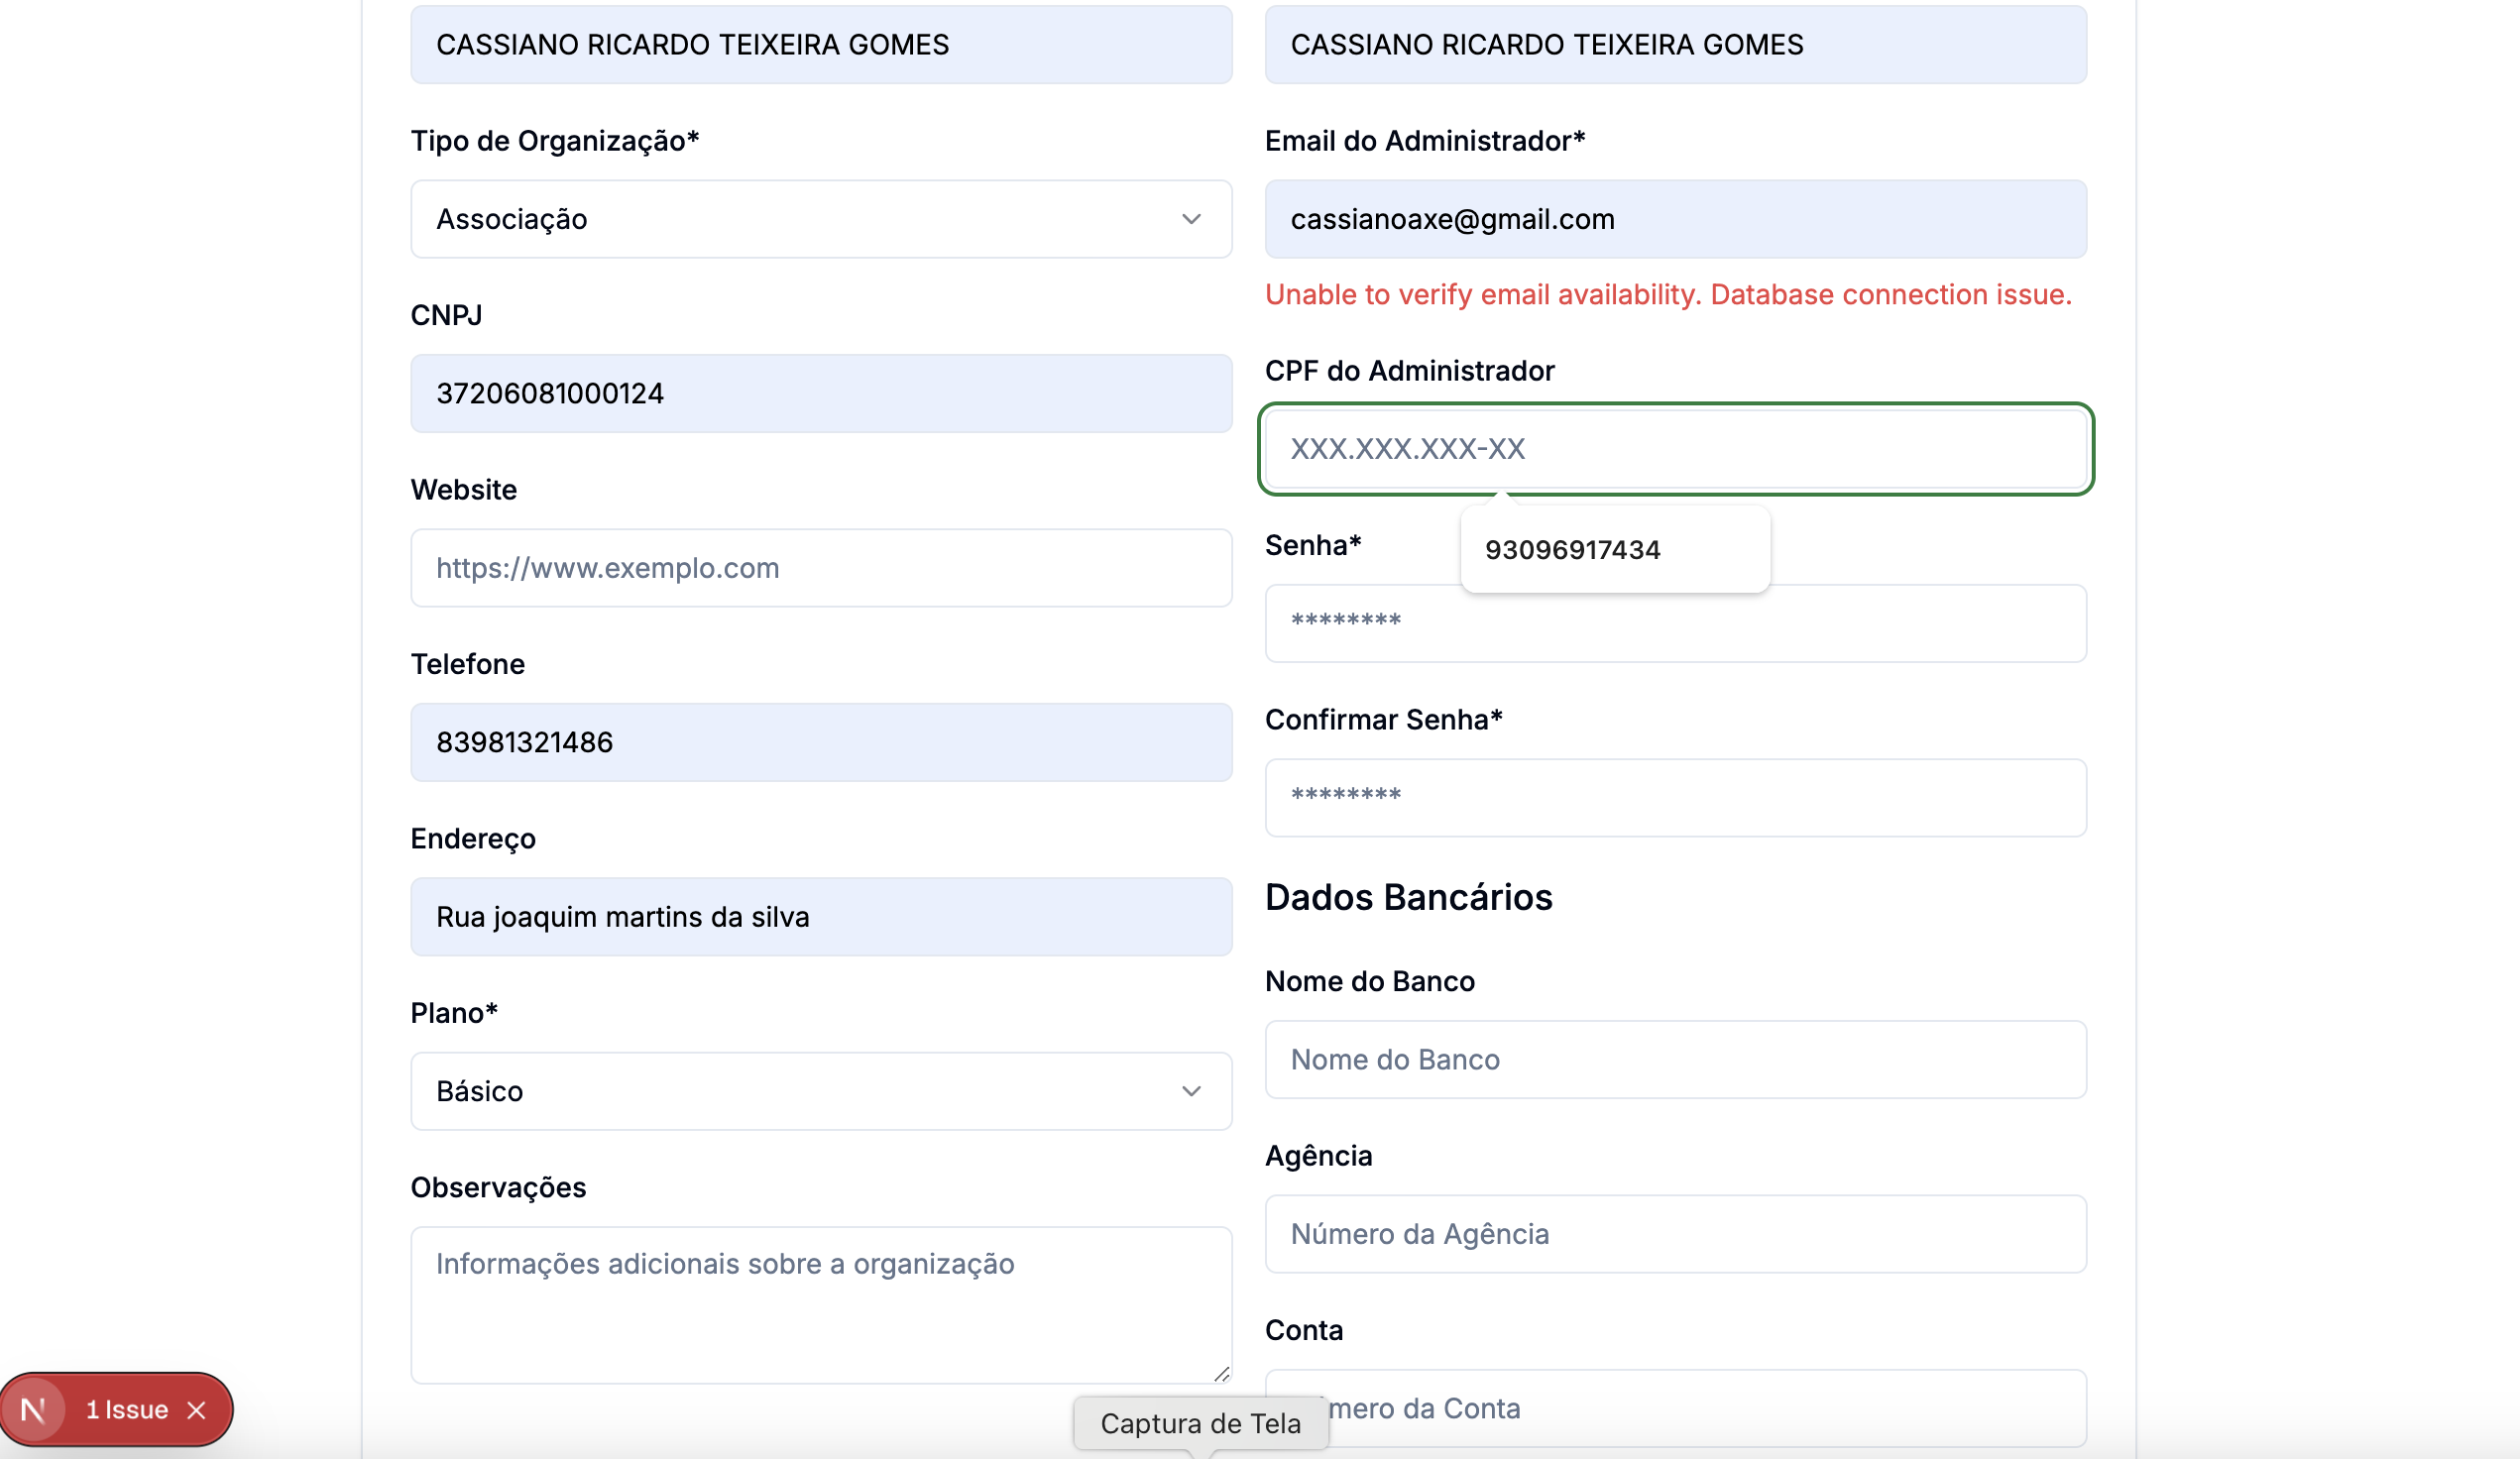 CASSIANO RICARDO TEIXEIRA GOMES
Tipo de Organização*
Associação
CNPJ
37206081000124
Website
https://www.exemplo.com
Telefone
83981321486
Endereço
Rua joaquim martins da silva
Plano*
Básico
Observações
Informações adicionais sobre a organização
CASSIANO RICARDO TEIXEIRA GOMES
Email do Administrador*
cassianoaxe@gmail.com
Unable to verify email availability. Database connection issue.
CPF do Administrador
XXX.XXX.XXX-XX
93096917434
Senha*
********
Confirmar Senha*
********
Dados Bancários
Nome do Banco
Nome do Banco
Agência
Número da Agência
Conta
mero da Conta
N 1 Issue
Captura de Tela